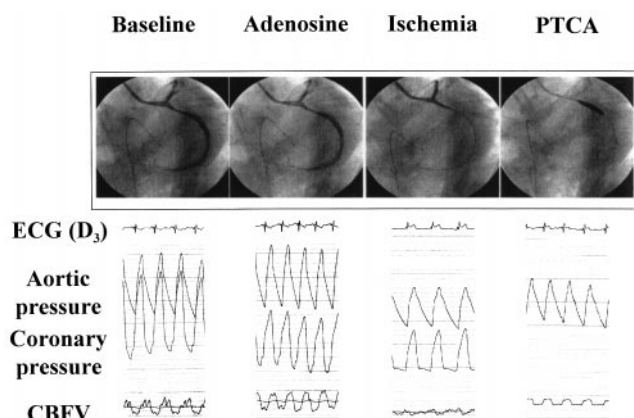 Baseline Adenosine Ischemia PTCA
ECG (D3)
Aortic
pressure
Coronary
pressure
CBFV